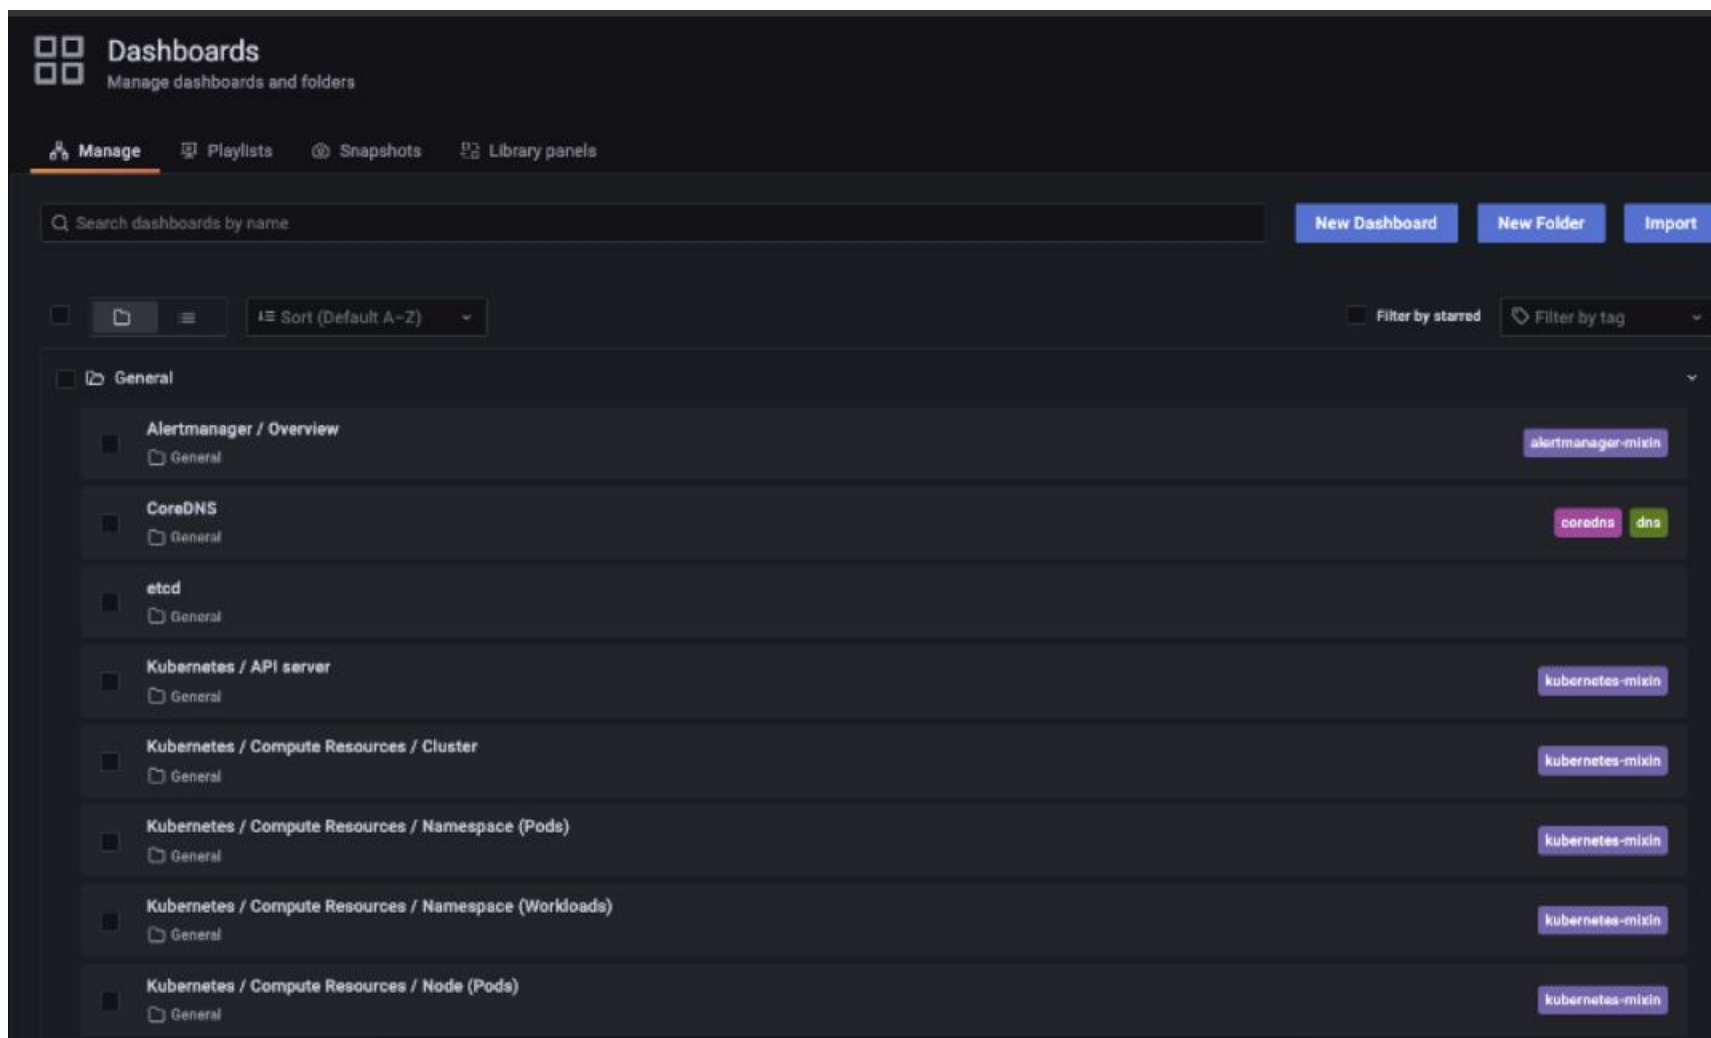 Dashboards
Manage dashboards and folders
Manage Playlists Snapshots Library panels
Search dashboards by name New Dashboard New Folder Import
Sort (Default A–Z) Filter by starred Filter by tag
General
Alertmanager / Overview
General
alertmanager-mixin
CoreDNS
General
coredns dns
etcd
General
Kubernetes / API server
General
kubernetes-mixin
Kubernetes / Compute Resources / Cluster
General
kubernetes-mixin
Kubernetes / Compute Resources / Namespace (Pods)
General
kubernetes-mixin
Kubernetes / Compute Resources / Namespace (Workloads)
General
kubernetes-mixin
Kubernetes / Compute Resources / Node (Pods)
General
kubernetes-mixin